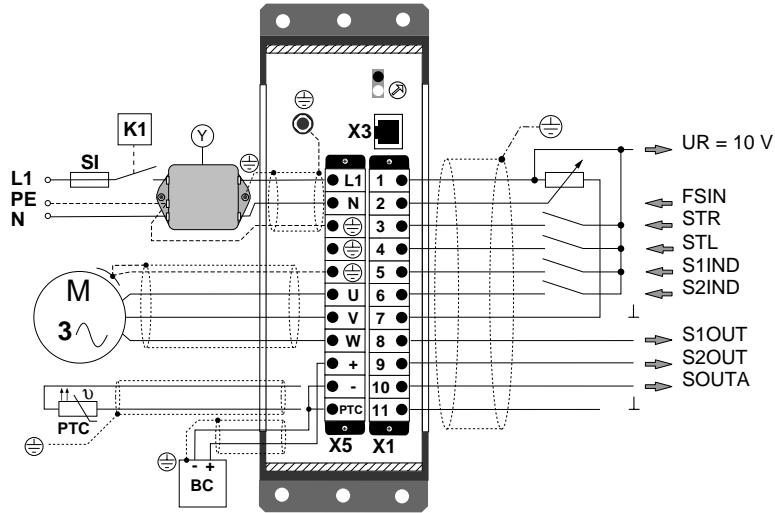 K1
Y
SI
L1
PE
N
X3
L1 1
N 2
3
4
5
U 6
V 7
W 8
+ 9
- 10
PTC 11
X5 X1
M
3
υ
PTC
- +
BC
UR = 10 V
FSIN
STR
STL
S1IND
S2IND
S1OUT
S2OUT
SOUTA